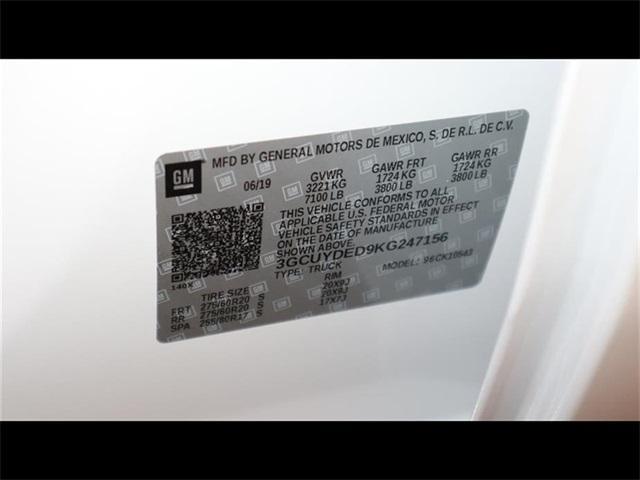 MFD BY GENERAL MOTORS DE MEXICO, S. DE R.L. DE C.V.
GM
06/19
GVWR GAWR FRT GAWR RR
3221 KG 1724 KG 1724 KG
7100 LB 3800 LB 3800 LB
THIS VEHICLE CONFORMS TO ALL
APPLICABLE U.S. FEDERAL MOTOR
VEHICLE SAFETY STANDARDS IN EFFECT
ON THE DATE OF MANUFACTURE
SHOWN ABOVE.
3GCUYDED9KG247156
TYPE: TRUCK MODEL:
140X
TIRE SIZE RIM
FRT 275/60R20 S 20X9J
RR 275/60R20 S 20X9J
SPA 255/80R17 S 17X7J